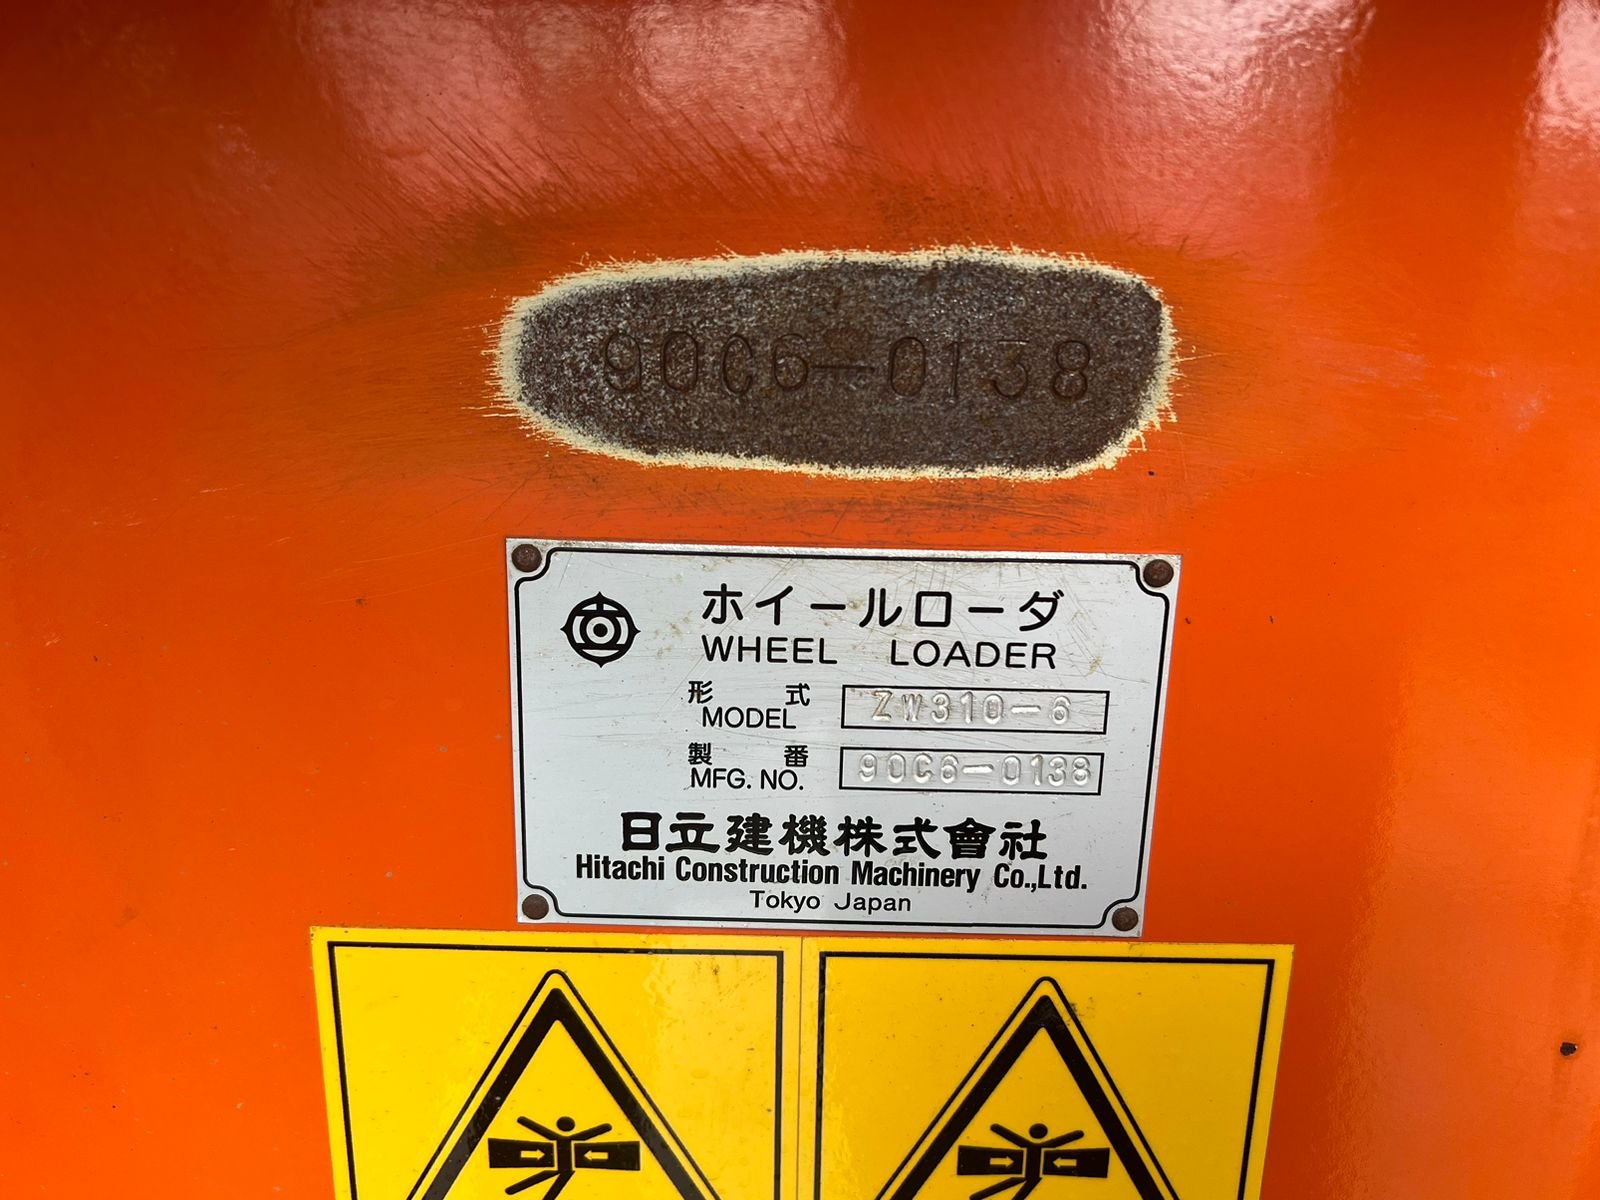 90C6-0138
ホイールローダ
WHEEL LOADER
形式
MODEL ZW310-6
製番
MFG. NO. 90C6-0138
日立建機株式會社
Hitachi Construction Machinery Co.,Ltd.
Tokyo Japan